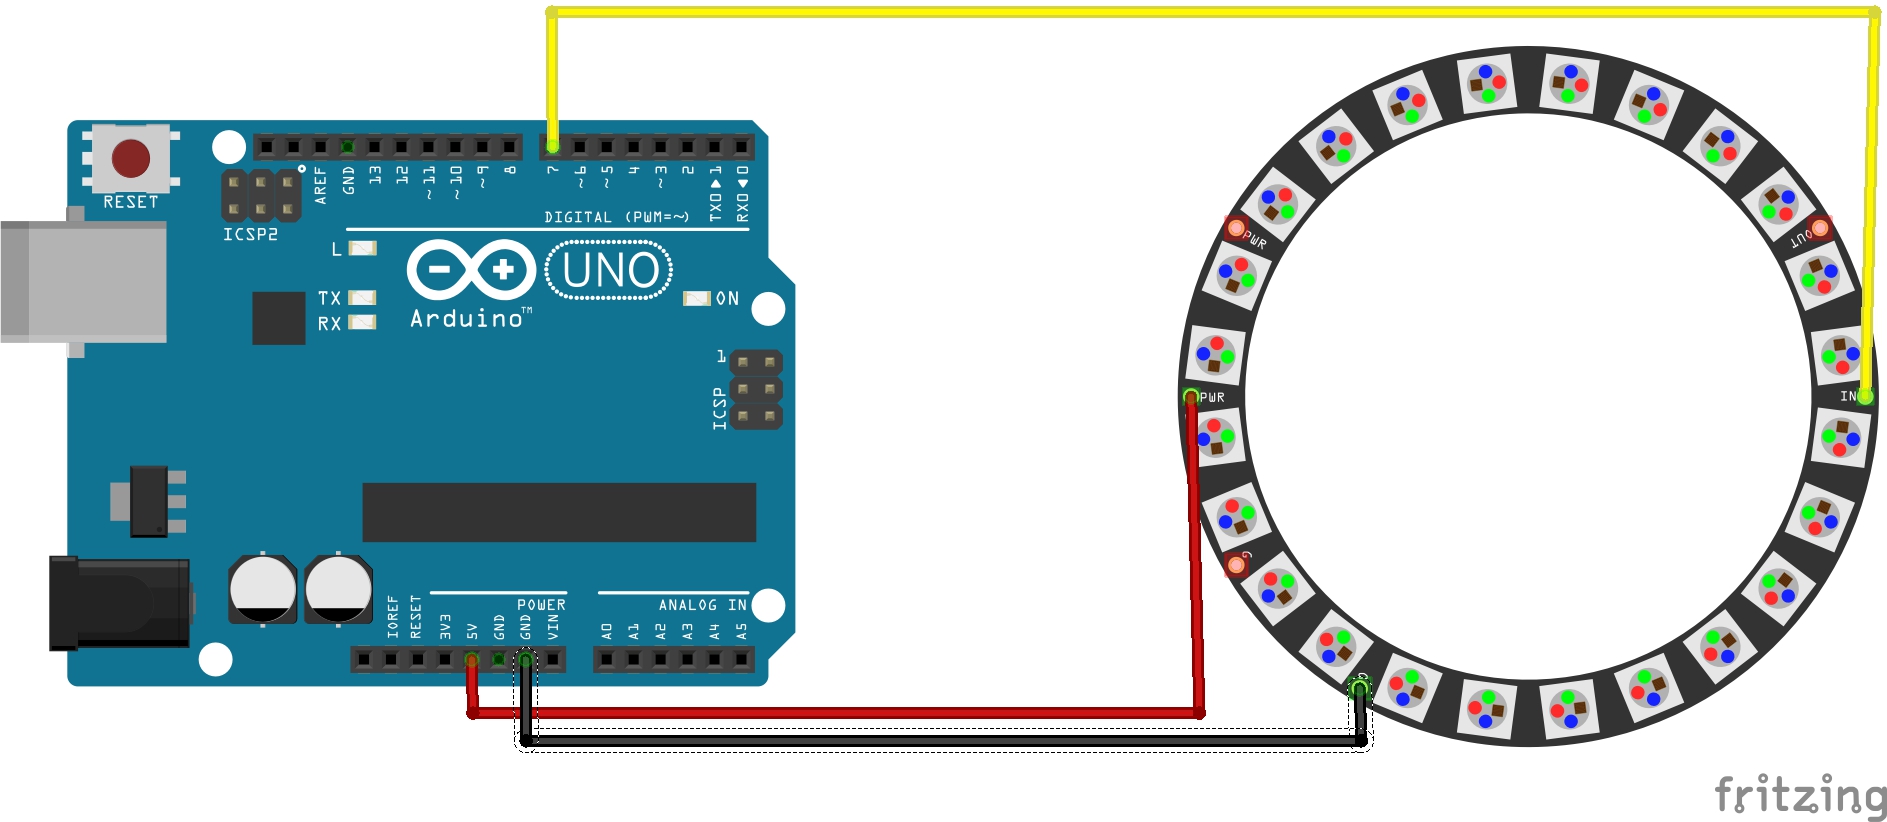 RESET
ICSP2
AREF
GND
13
12
~11
~10
~9
8
7
~6
~5
4
~3
2
TX0▶1
RX0◀0
DIGITAL (PWM=~)
L
TX
RX
Arduino™
UNO
ON
1
ICSP
IOREF
RESET
3V3
5V
GND
GND
VIN
POWER
ANALOG IN
A0
A1
A2
A3
A4
A5
PWR
OUT
PWR
IN
G
G
fritzing